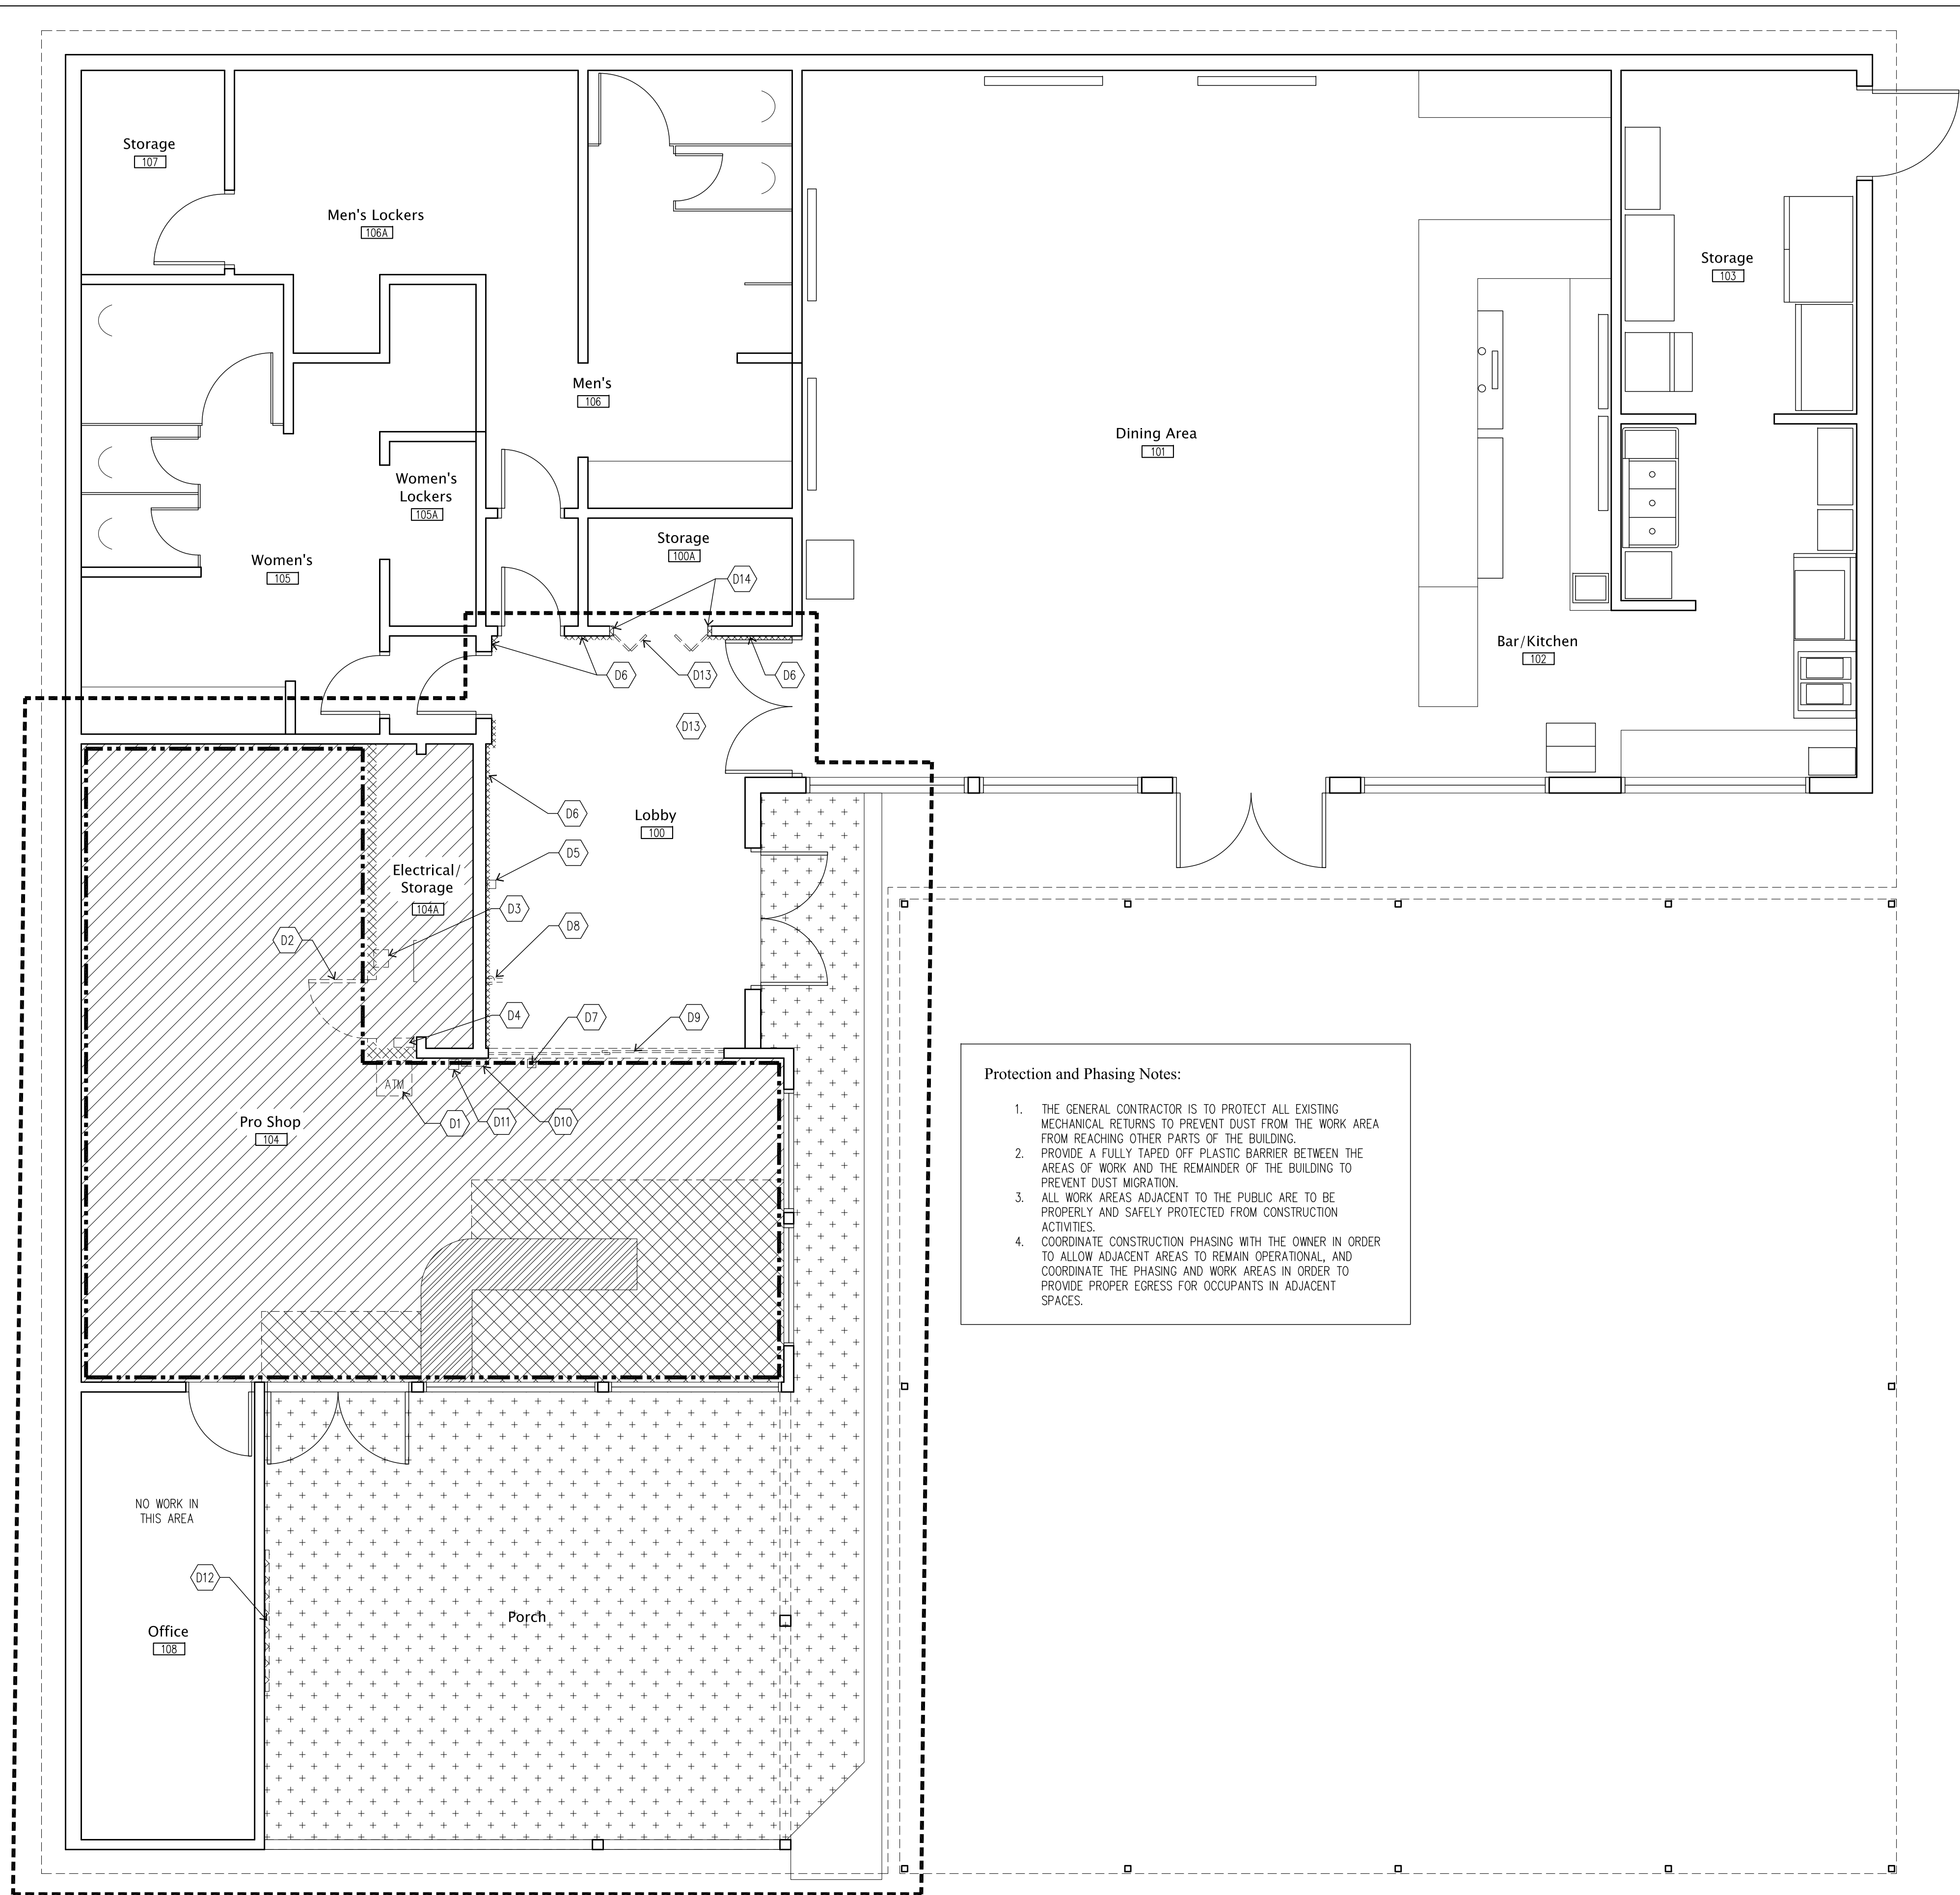 Storage
107
Men's Lockers
106A
Storage
103
Men's
106
Dining Area
101
Women's
Lockers
105A
Storage
100A
Women's
105
D14
Bar/Kitchen
102
D6
D13
D6
D13
D6
Lobby
100
D5
Electrical/
Storage
104A
D3
D8
D2
D4
D7
D9
ATM
Pro Shop
104
D1
D11
D10
Protection and Phasing Notes:
1. THE GENERAL CONTRACTOR IS TO PROTECT ALL EXISTING
MECHANICAL RETURNS TO PREVENT DUST FROM THE WORK AREA
FROM REACHING OTHER PARTS OF THE BUILDING.
2. PROVIDE A FULLY TAPED OFF PLASTIC BARRIER BETWEEN THE
AREAS OF WORK AND THE REMAINDER OF THE BUILDING TO
PREVENT DUST MIGRATION.
3. ALL WORK AREAS ADJACENT TO THE PUBLIC ARE TO BE
PROPERLY AND SAFELY PROTECTED FROM CONSTRUCTION
ACTIVITIES.
4. COORDINATE CONSTRUCTION PHASING WITH THE OWNER IN ORDER
TO ALLOW ADJACENT AREAS TO REMAIN OPERATIONAL, AND
COORDINATE THE PHASING AND WORK AREAS IN ORDER TO
PROVIDE PROPER EGRESS FOR OCCUPANTS IN ADJACENT
SPACES.
NO WORK IN
THIS AREA
D12
Porch
Office
108